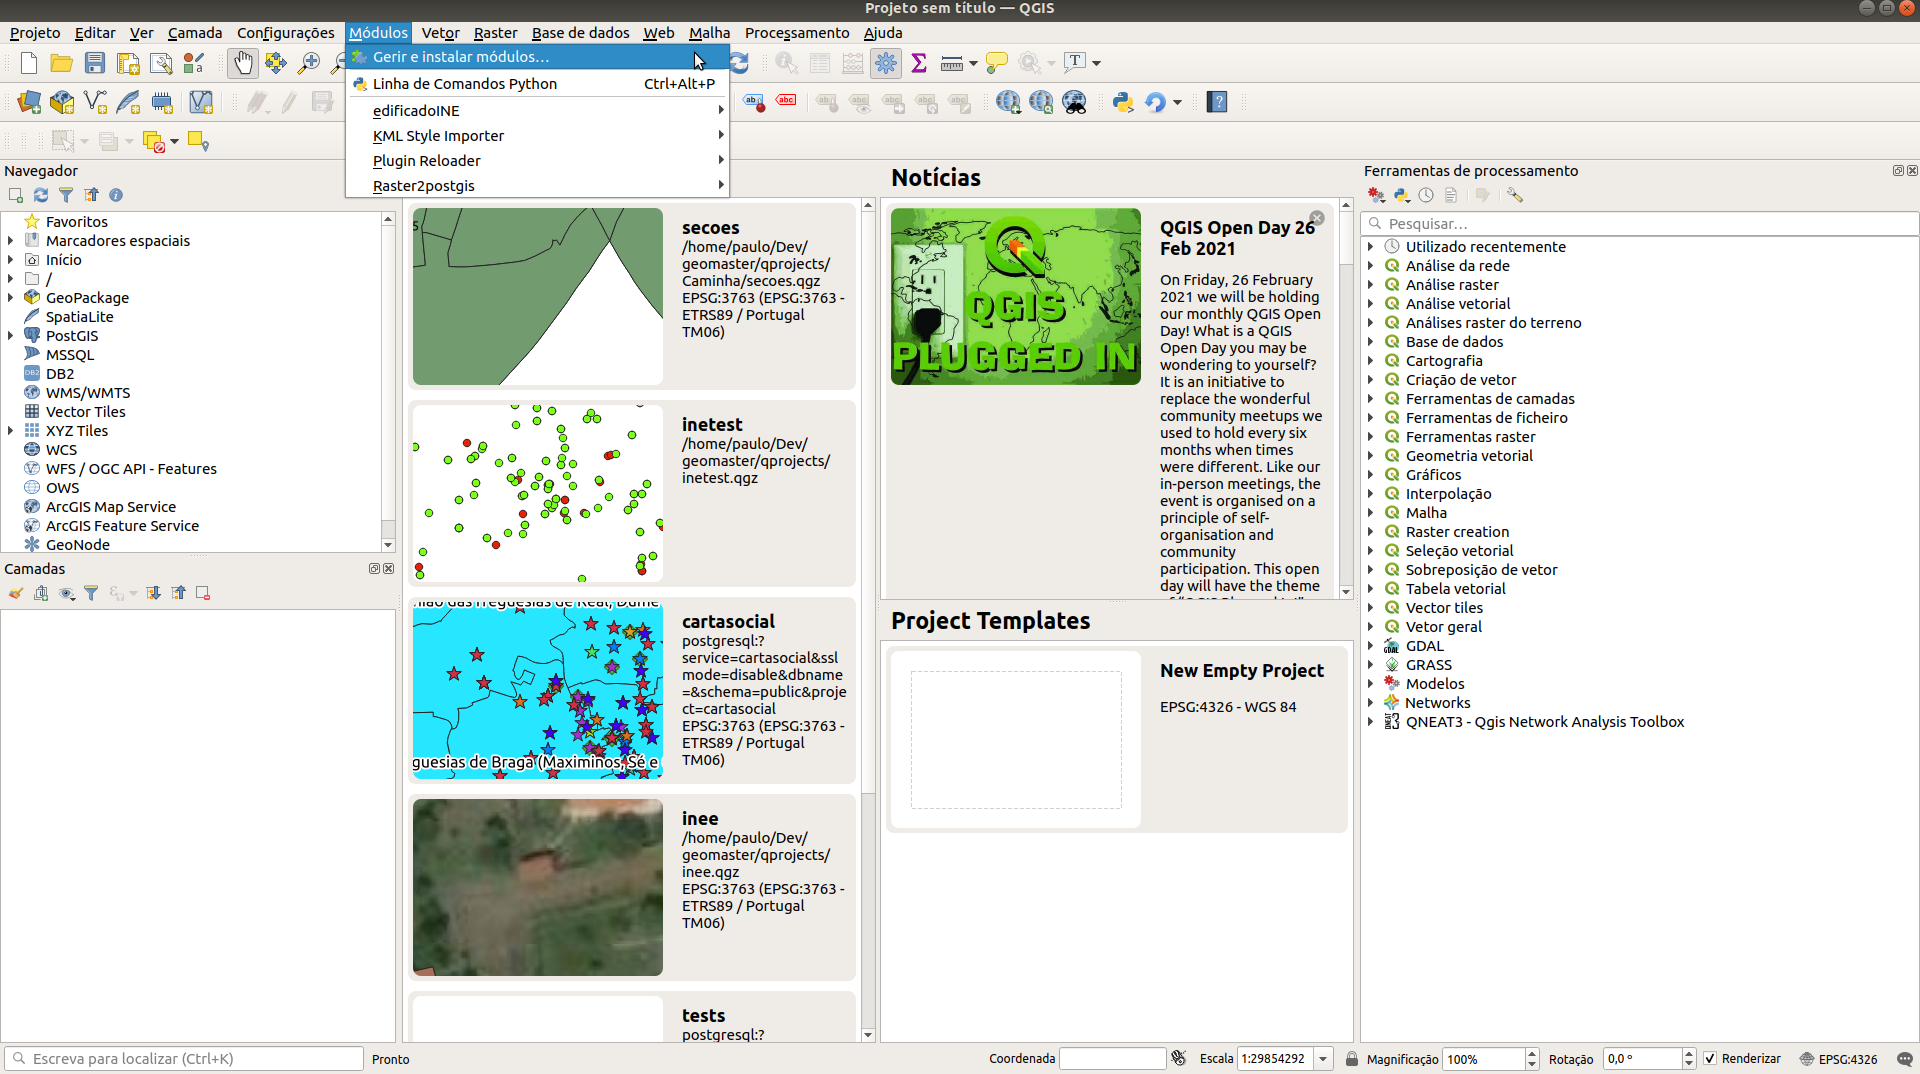 Projeto sem título — QGIS
Projeto Editar Ver Camada Configurações Módulos Vetor Raster Base de dados Web Malha Processamento Ajuda
Gerir e instalar módulos...
Linha de Comandos Python Ctrl+Alt+P
edificadoINE
KML Style Importer
Plugin Reloader
Raster2postgis
Navegador
Favoritos
Marcadores espaciais
Início
/
GeoPackage
SpatiaLite
PostGIS
MSSQL
DB2
WMS/WMTS
Vector Tiles
XYZ Tiles
WCS
WFS / OGC API - Features
OWS
ArcGIS Map Service
ArcGIS Feature Service
GeoNode
Camadas
secoes
/home/paulo/Dev/
geomaster/qprojects/
Caminha/secoes.qgz
EPSG:3763 (EPSG:3763 -
ETRS89 / Portugal
TM06)
inetest
/home/paulo/Dev/
geomaster/qprojects/
inetest.qgz
cartasocial
postgresql:?
service=cartasocial&ssl
mode=disable&dbname
=&schema=public&proje
ct=cartasocial
EPSG:3763 (EPSG:3763 -
ETRS89 / Portugal
TM06)
guesias de Braga (Maximinos, Sé e
inee
/home/paulo/Dev/
geomaster/qprojects/
inee.qgz
EPSG:3763 (EPSG:3763 -
ETRS89 / Portugal
TM06)
tests
postgresql:?
Notícias
QGIS
PLUGGED IN
QGIS Open Day 26
Feb 2021
On Friday, 26 February
2021 we will be holding
our monthly QGIS Open
Day! What is a QGIS
Open Day you may be
wondering to yourself?
It is an initiative to
replace the wonderful
community meetups we
used to hold every six
months when times
were different. Like our
in-person meetings, the
event is organised on a
principle of self-
organisation and
community
participation. This open
day will have the theme
Project Templates
New Empty Project
EPSG:4326 - WGS 84
Ferramentas de processamento
Pesquisar...
Utilizado recentemente
Análise da rede
Análise raster
Análise vetorial
Análises raster do terreno
Base de dados
Cartografia
Criação de vetor
Ferramentas de camadas
Ferramentas de ficheiro
Ferramentas raster
Geometria vetorial
Gráficos
Interpolação
Malha
Raster creation
Seleção vetorial
Sobreposição de vetor
Tabela vetorial
Vector tiles
Vetor geral
GDAL
GRASS
Modelos
Networks
QNEAT3 - Qgis Network Analysis Toolbox
Escreva para localizar (Ctrl+K) Pronto Coordenada Escala 1:29854292 Magnificação 100% Rotação 0,0 º Renderizar EPSG:4326